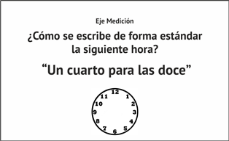 Eje Medición
¿Cómo se escribe de forma estándar
la siguiente hora?
“Un cuarto para las doce”
12
11 1
10 2
9 3
8 4
7 5
6